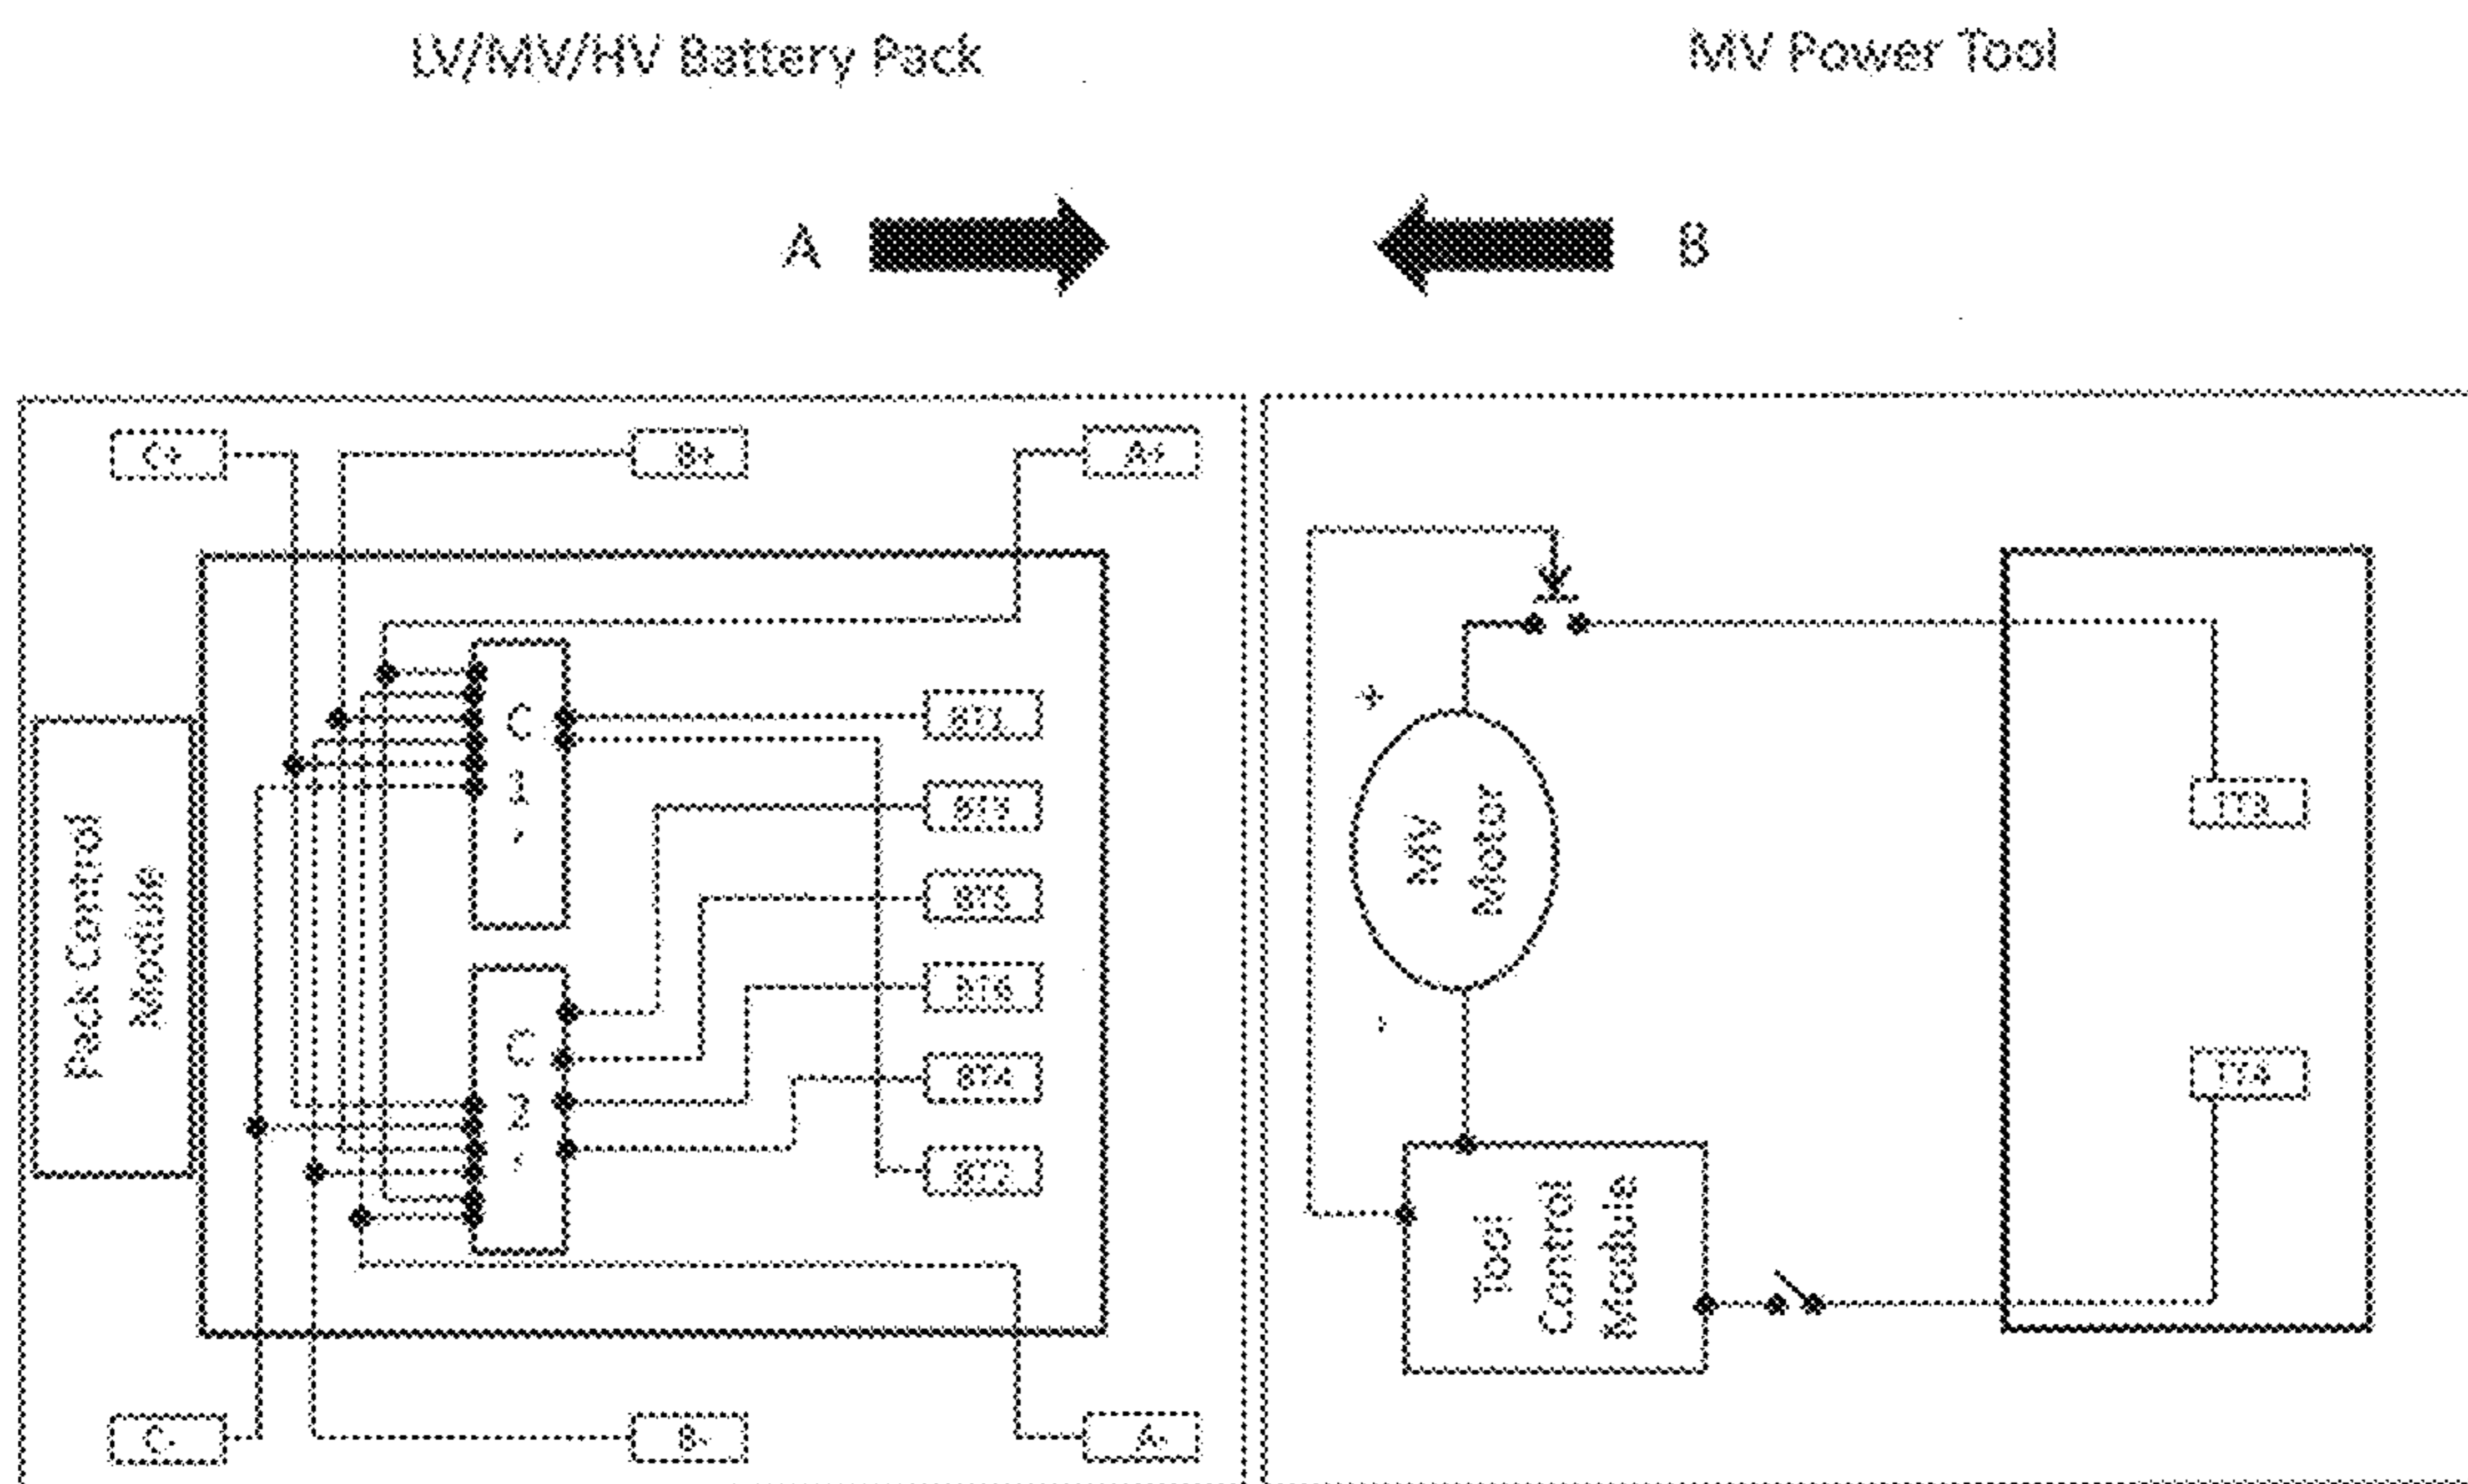 LV/MV/HV Battery Pack
MV Power Tool
A
B
C+
B+
A+
+
C
1
'
BT1
BT3
BT5
BT6
BT4
BT2
MV
Motor
-
Pack Control
Module
C
2
'
Tool
Control
Module
TT4
C-
B-
A-